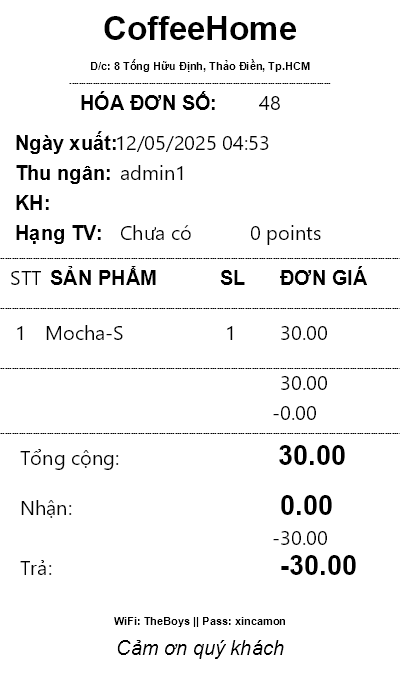 CoffeeHome
D/c: 8 Tống Hữu Định, Thảo Điền, Tp.HCM
HÓA ĐƠN SỐ: 48
Ngày xuất:12/05/2025 04:53
Thu ngân: admin1
KH:
Hạng TV: Chưa có 0 points
STT SẢN PHẨM SL ĐƠN GIÁ
1 Mocha-S 1 30.00
30.00
-0.00
Tổng cộng: 30.00
Nhận: 0.00
-30.00
Trả: -30.00
WiFi: TheBoys || Pass: xincamon
Cảm ơn quý khách